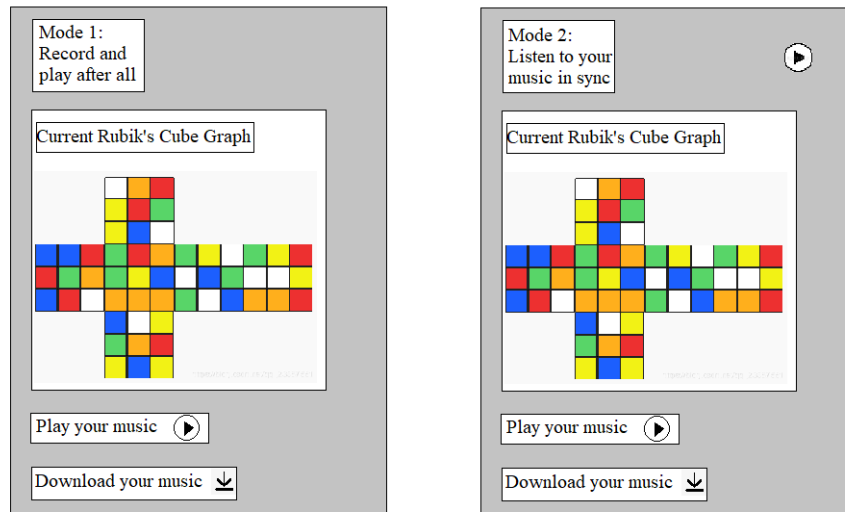 Mode 1:
Record and
play after all
Current Rubik's Cube Graph
Play your music
Download your music
Mode 2:
Listen to your
music in sync
Current Rubik's Cube Graph
Play your music
Download your music